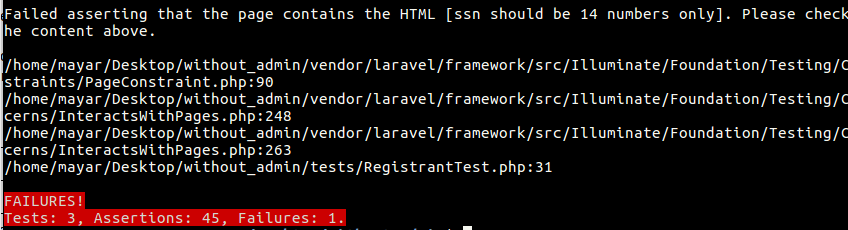 Failed asserting that the page contains the HTML [ssn should be 14 numbers only]. Please check
he content above.
/home/mayar/Desktop/without_admin/vendor/laravel/framework/src/Illuminate/Foundation/Testing/C
straints/PageConstraint.php:90
/home/mayar/Desktop/without_admin/vendor/laravel/framework/src/Illuminate/Foundation/Testing/C
cerns/InteractsWithPages.php:248
/home/mayar/Desktop/without_admin/vendor/laravel/framework/src/Illuminate/Foundation/Testing/C
cerns/InteractsWithPages.php:263
/home/mayar/Desktop/without_admin/tests/RegistrantTest.php:31
FAILURES!
Tests: 3, Assertions: 45, Failures: 1.